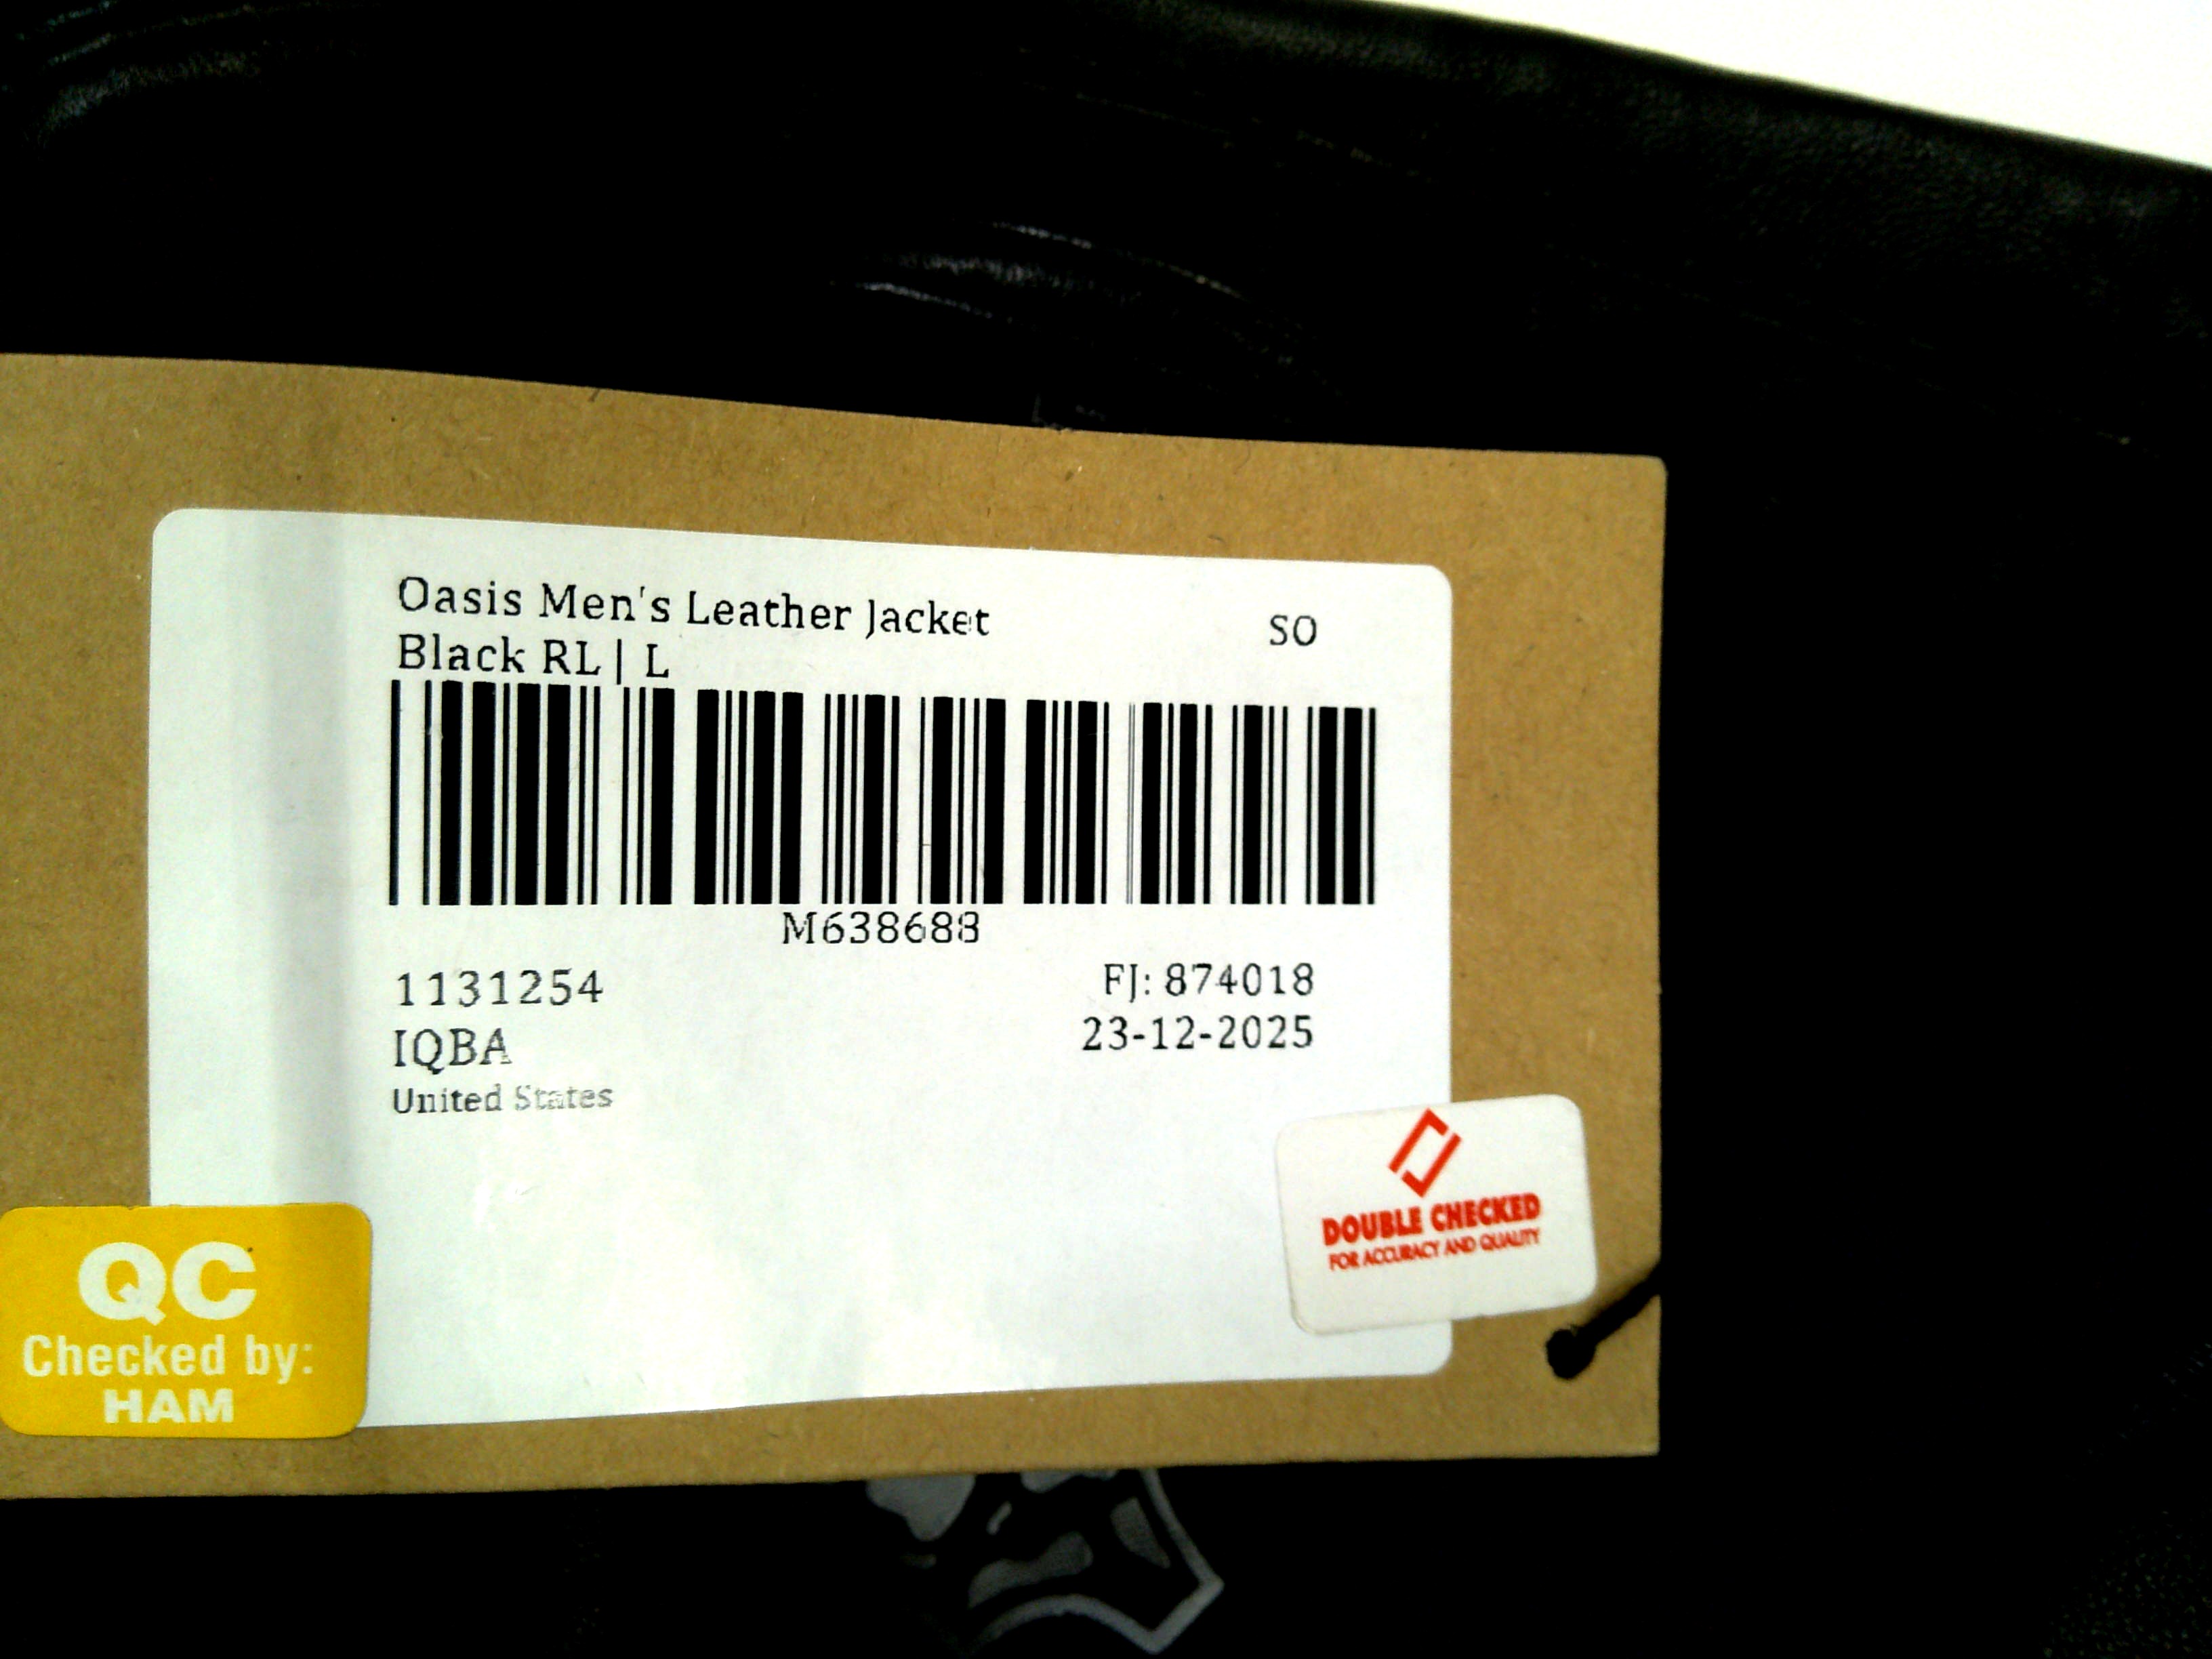 Oasis Men's Leather Jacket
SO
Black RL | L
M638688
1131254
FJ: 874018
IQBA
23-12-2025
United States
DOUBLE CHECKED
FOR ACCURACY AND QUALITY
QC
Checked by:
HAM